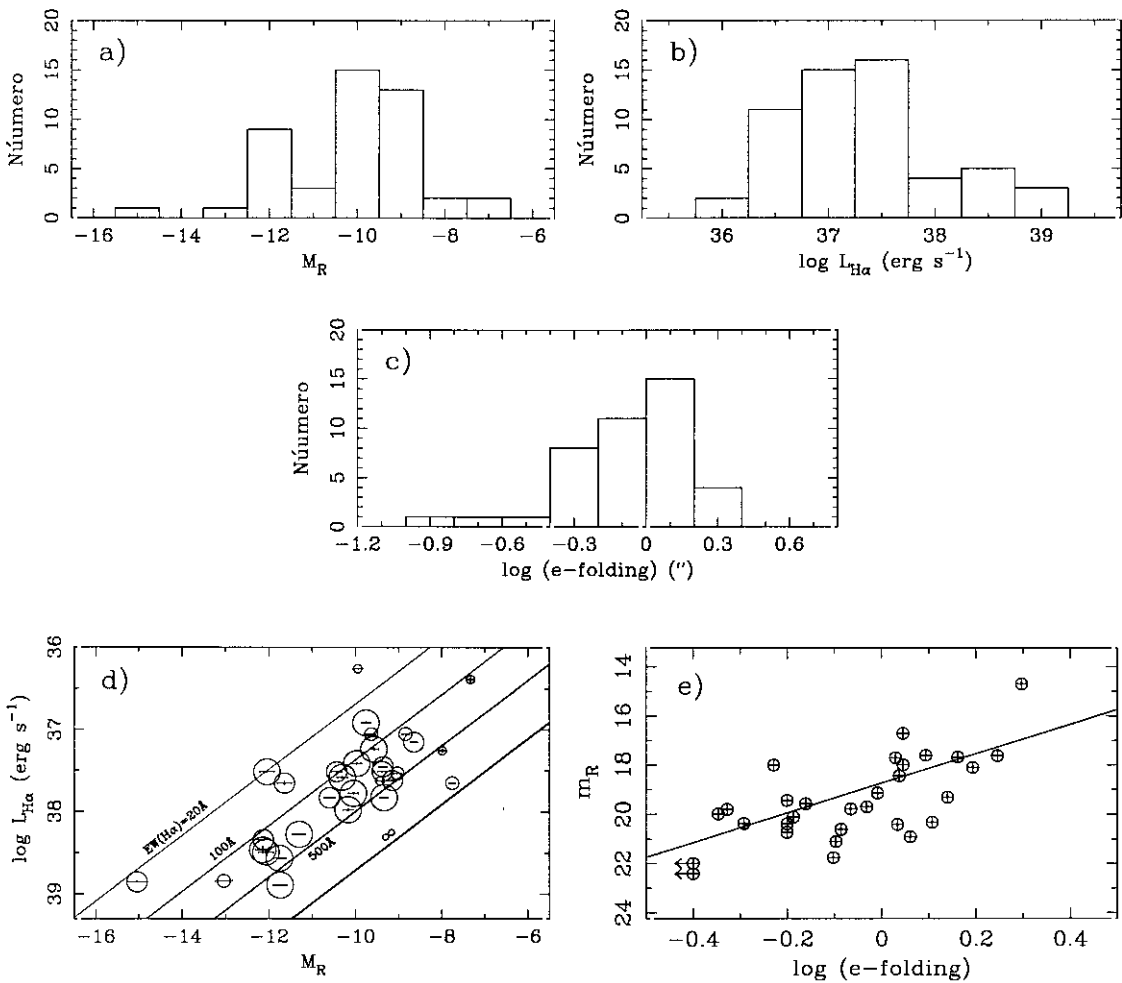 a)
20
15
10
5
0
Núumero
−16 −14 −12 −10 −8 −6
M_R
b)
20
15
10
5
0
Núumero
36 37 38 39
log L_Hα (erg s⁻¹)
c)
20
15
10
5
0
Núumero
−1.2 −0.9 −0.6 −0.3 0 0.3 0.6
log (e−folding) (″)
d)
36
37
38
39
log L_Hα (erg s⁻¹)
EW(Hα)=20Å
100Å
500Å
∞
−16 −14 −12 −10 −8 −6
M_R
e)
14
16
18
20
22
24
m_R
−0.4 −0.2 0 0.2 0.4
log (e−folding)